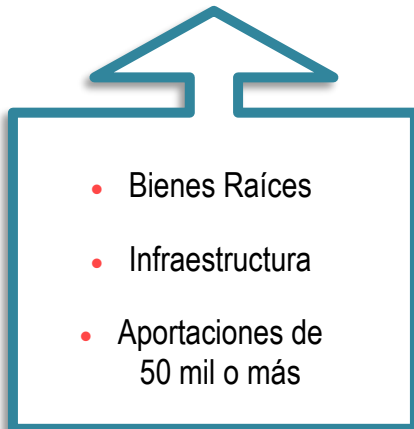 • Bienes Raíces
• Infraestructura
• Aportaciones de
50 mil o más